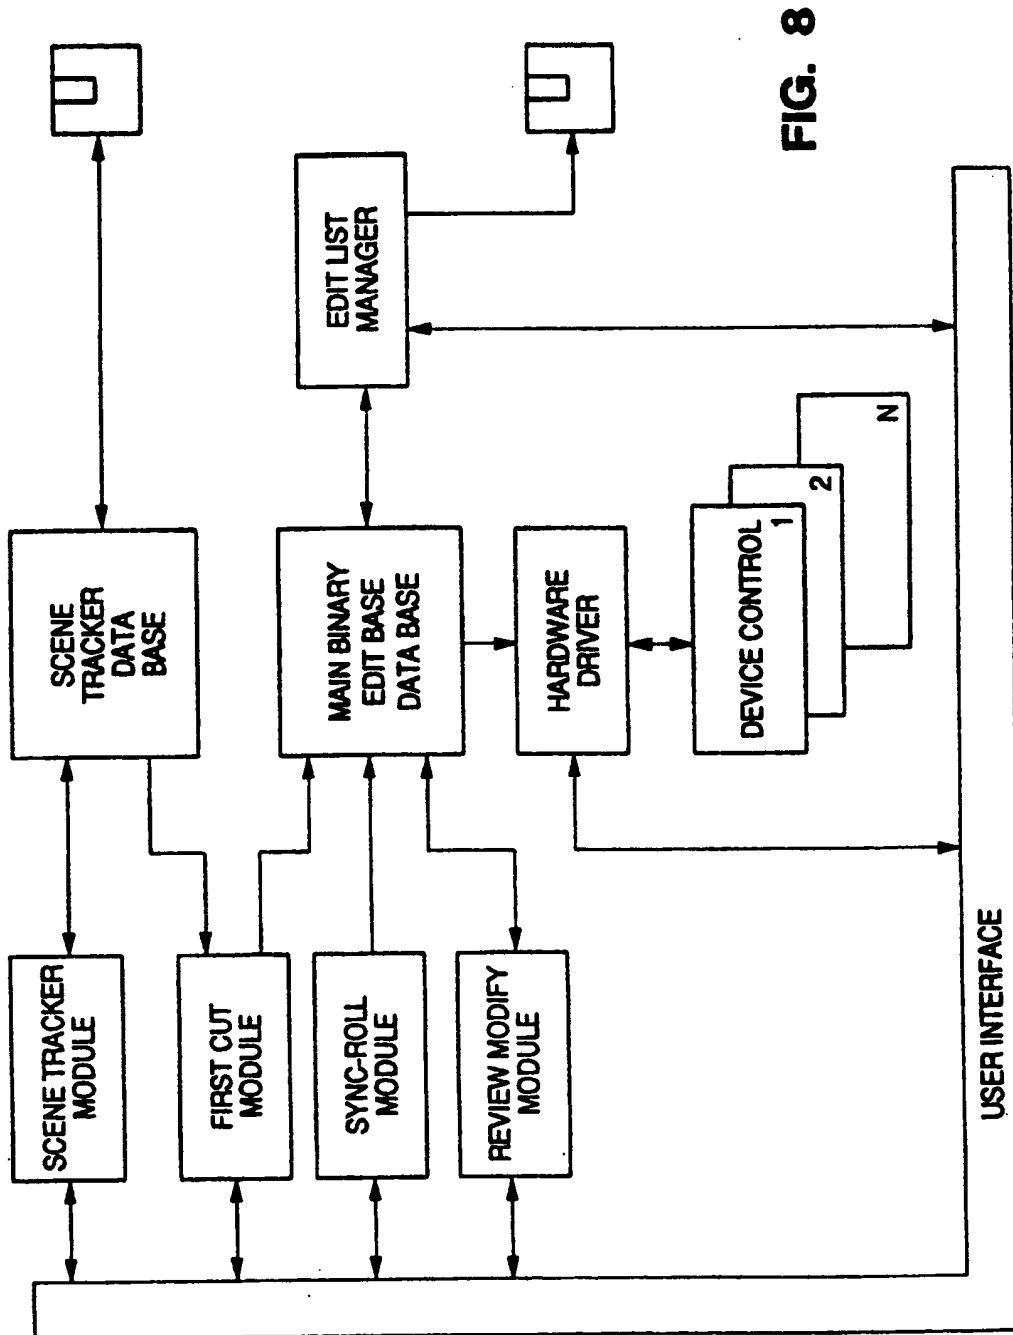 SCENE TRACKER
MODULE
FIRST CUT
MODULE
SYNC-ROLL
MODULE
REVIEW MODIFY
MODULE
SCENE
TRACKER
DATA
BASE
MAIN BINARY
EDIT BASE
DATA BASE
HARDWARE
DRIVER
DEVICE CONTROL
1
2
N
EDIT LIST
MANAGER
USER INTERFACE
FIG. 8